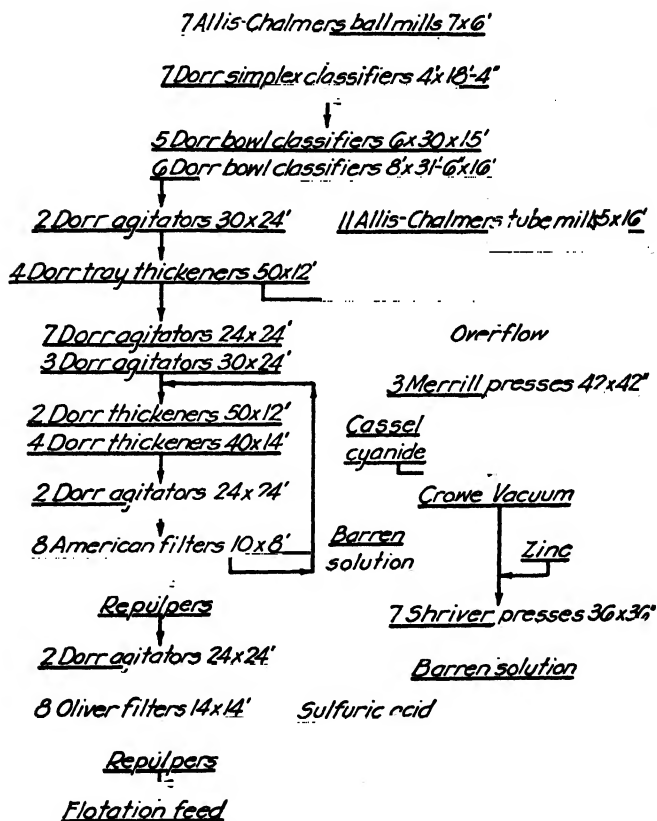 7 Allis-Chalmers ball mills 7x6'
7 Dorr simplex classifiers 4'x18'-4"
5 Dorr bowl classifiers 6x30x15'
6 Dorr bowl classifiers 8'x31'-6"x16'
2 Dorr agitators 30x24'
11 Allis-Chalmers tube mills 5x16'
4 Dorr tray thickeners 50x12'
7 Dorr agitators 24x24'
Overflow
3 Dorr agitators 30x24'
3 Merrill presses 42x42"
2 Dorr thickeners 50x12'
Cassel
4 Dorr thickeners 40x14'
cyanide
2 Dorr agitators 24x24'
Crowe Vacuum
8 American filters 10x8'
Barren
solution
Zinc
Repulpers
7 Shriver presses 36x36"
2 Dorr agitators 24x24'
Barren solution
8 Oliver filters 14x14'
Sulfuric acid
Repulpers
Flotation feed